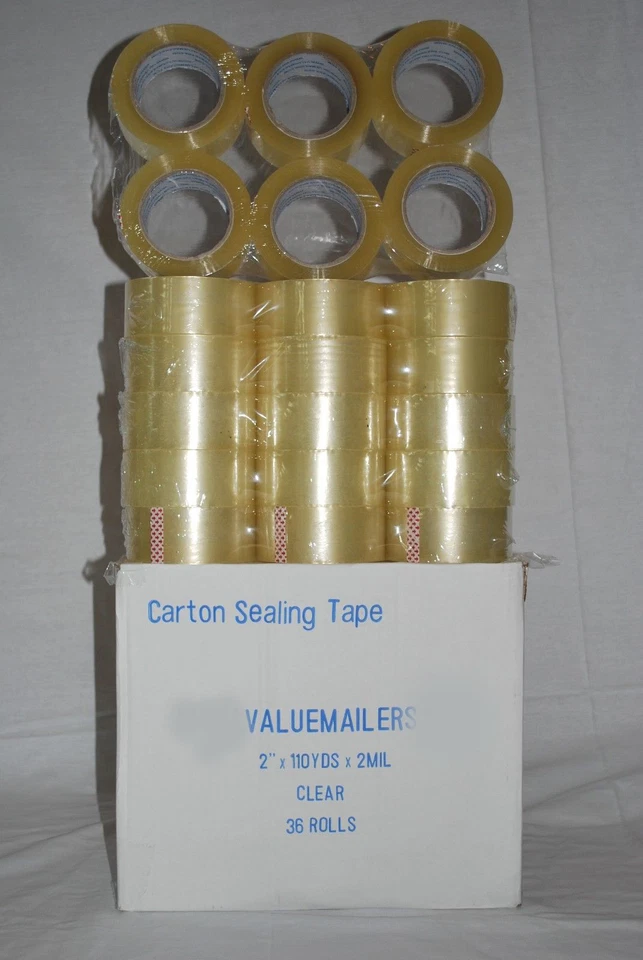 Carton Sealing Tape
VALUEMAILERS
2" x 110YDS x 2MIL
CLEAR
36 ROLLS